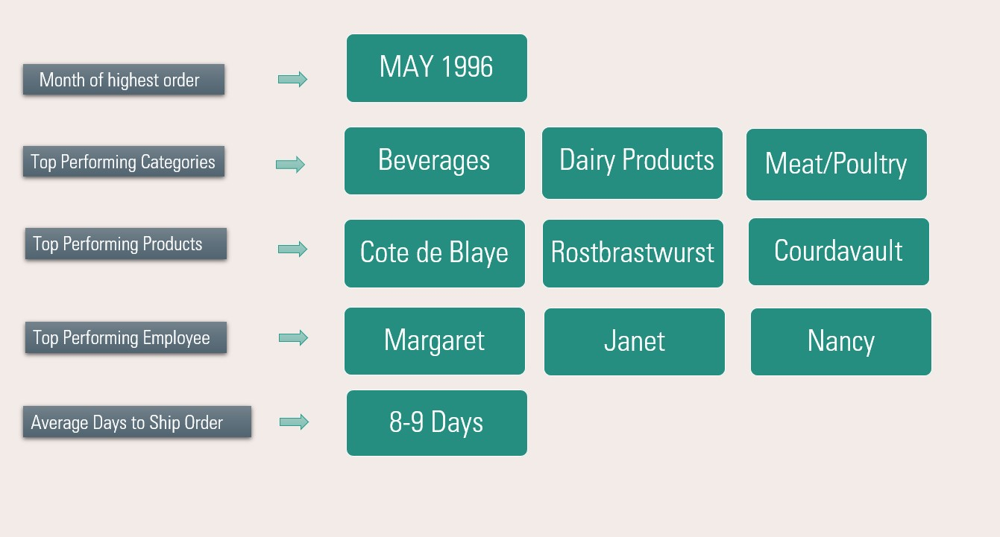 Month of highest order
MAY 1996
Top Performing Categories
Beverages
Dairy Products
Meat/Poultry
Top Performing Products
Cote de Blaye
Rostbrastwurst
Courdavault
Top Performing Employee
Margaret
Janet
Nancy
Average Days to Ship Order
8-9 Days